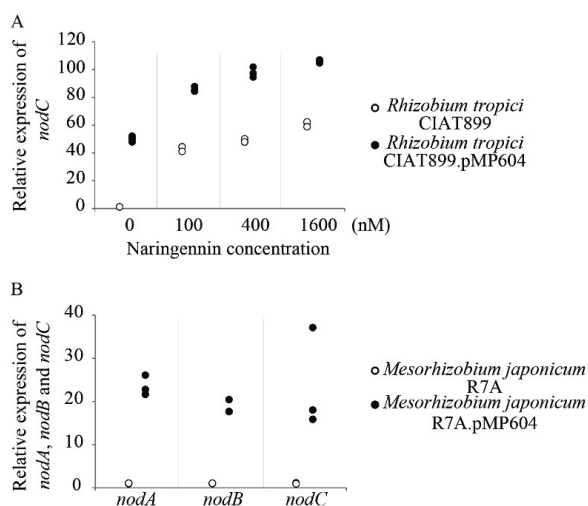 A
Relative expression of
nodC
120
100
80
60
40
20
0
0 100 400 1600 (nM)
Naringennin concentration
Rhizobium tropici
CIAT899
Rhizobium tropici
CIAT899.pMP604
B
Relative expression of
nodA, nodB and nodC
40
30
20
10
0
nodA nodB nodC
Mesorhizobium japonicum
R7A
Mesorhizobium japonicum
R7A.pMP604